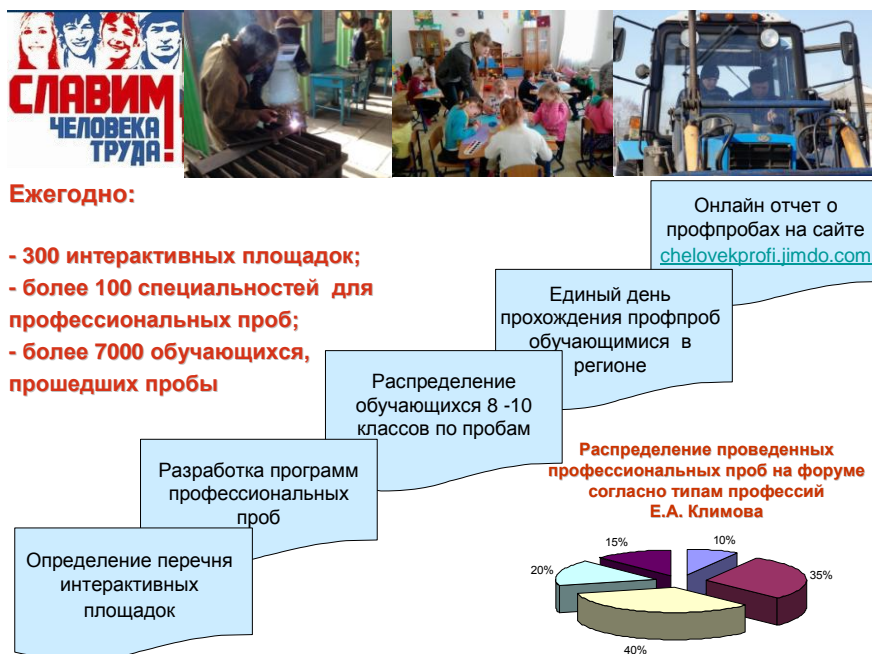 СЛАВИМ
ЧЕЛОВЕКА
ТРУДА!
Ежегодно:
- 300 интерактивных площадок;
- более 100 специальностей для
профессиональных проб;
- более 7000 обучающихся,
прошедших пробы
Онлайн отчет о
профпробах на сайте
chelovekprofi.jimdo.com
Единый день
прохождения профпроб
обучающимися в
регионе
Распределение
обучающихся 8 -10
классов по пробам
Разработка программ
профессиональных
проб
Определение перечня
интерактивных
площадок
Распределение проведенных
профессиональных проб на форуме
согласно типам профессий
Е.А. Климова
10%
35%
40%
20%
15%